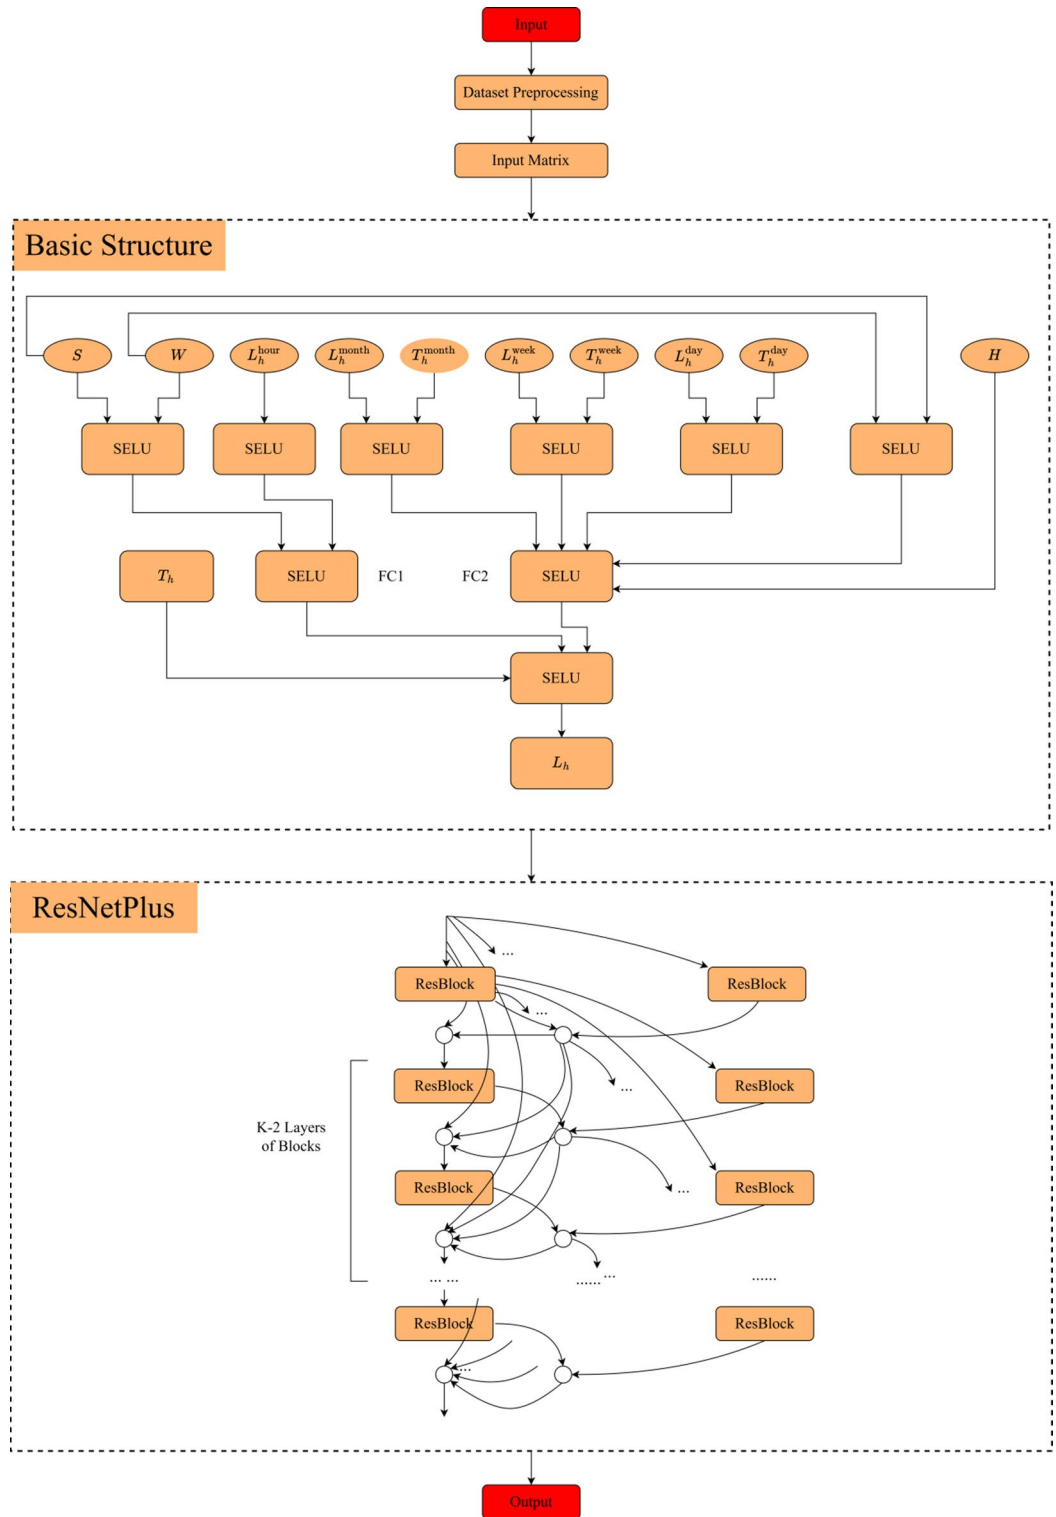 Input
Dataset Preprocessing
Input Matrix
Basic Structure
S W L_h^hour L_h^month T_h^month L_h^week T_h^week L_h^day T_h^day H
SELU SELU SELU SELU SELU SELU
T_h SELU FC1 FC2 SELU
SELU
L_h
ResNetPlus
...
ResBlock ResBlock
...
ResBlock ... ResBlock
K-2 Layers
of Blocks
ResBlock ... ResBlock
... ... ...... ... ......
ResBlock ResBlock
...
Output